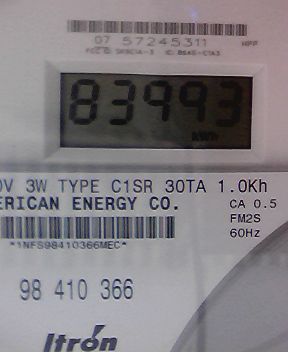 07 57245311
83993
kWh
0V 3W TYPE C1SR 30TA 1.0Kh
ERICAN ENERGY CO.
CA 0.5
FM2S
60Hz
*1NFS98410366MEC*
98 410 366
Itrón